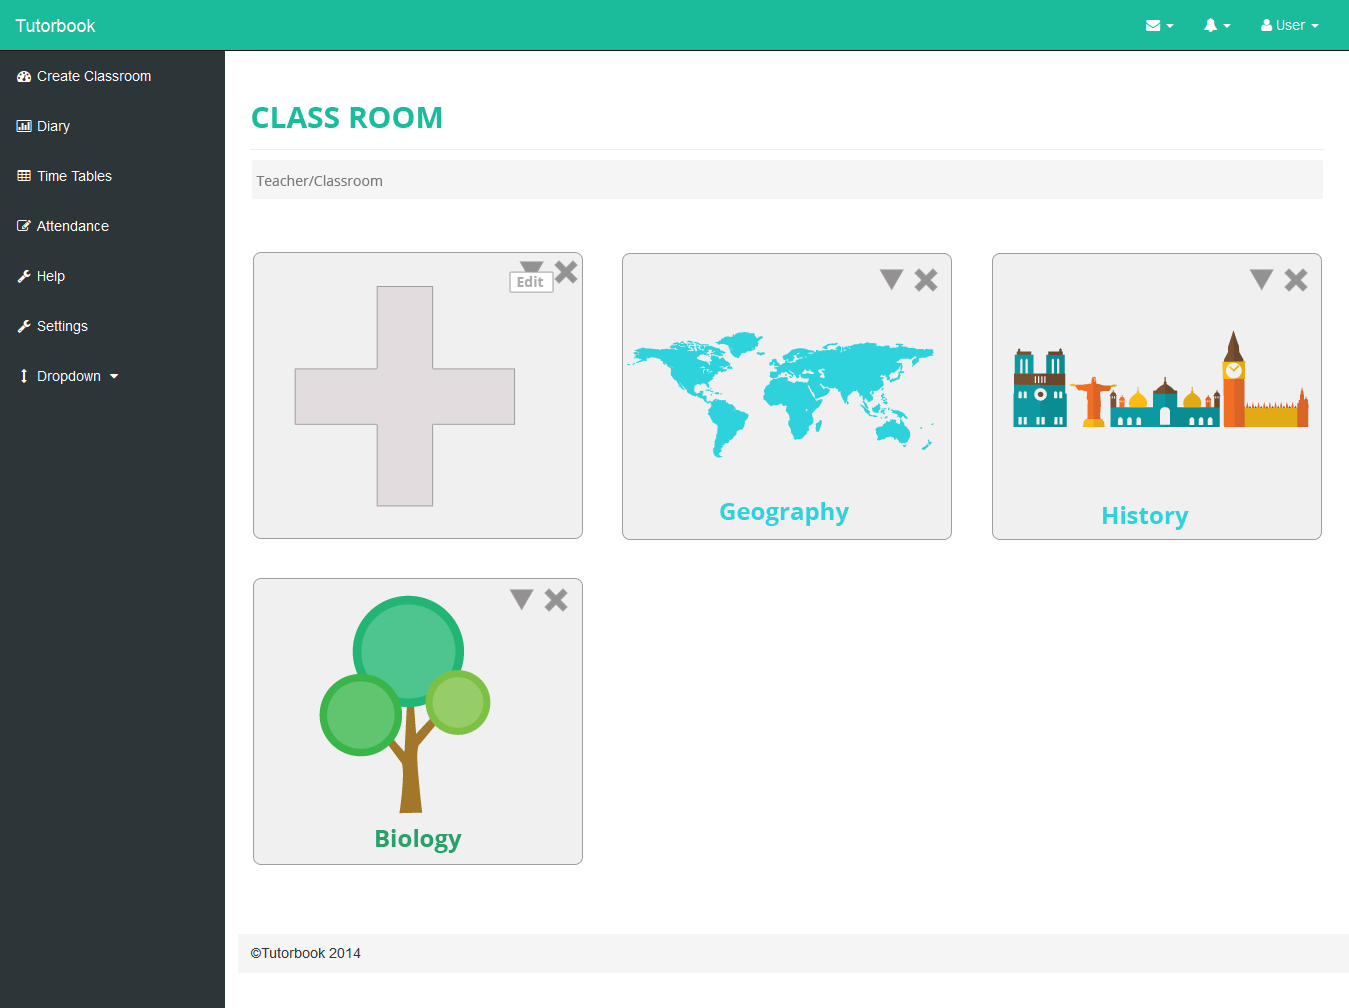 Tutorbook
User
Create Classroom
Diary
Time Tables
Attendance
Help
Settings
Dropdown
CLASS ROOM
Teacher/Classroom
Edit
Geography
History
Biology
©Tutorbook 2014